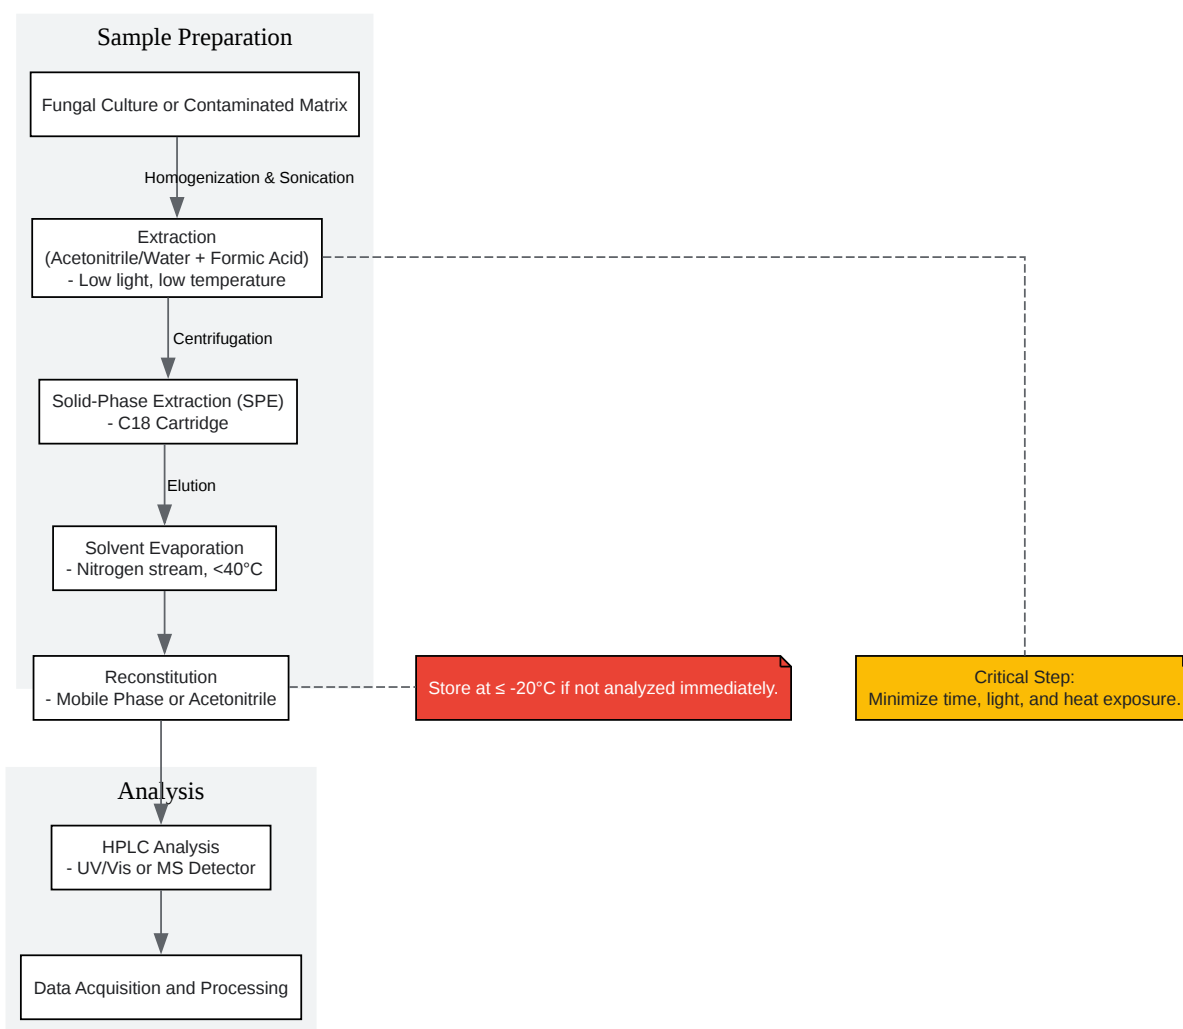 Sample Preparation
Fungal Culture or Contaminated Matrix
Homogenization & Sonication
Extraction
(Acetonitrile/Water + Formic Acid)
- Low light, low temperature
Centrifugation
Solid-Phase Extraction (SPE)
- C18 Cartridge
Elution
Solvent Evaporation
- Nitrogen stream, <40°C
Reconstitution
- Mobile Phase or Acetonitrile
Store at ≤ -20°C if not analyzed immediately.
Critical Step:
Minimize time, light, and heat exposure.
Analysis
HPLC Analysis
- UV/Vis or MS Detector
Data Acquisition and Processing